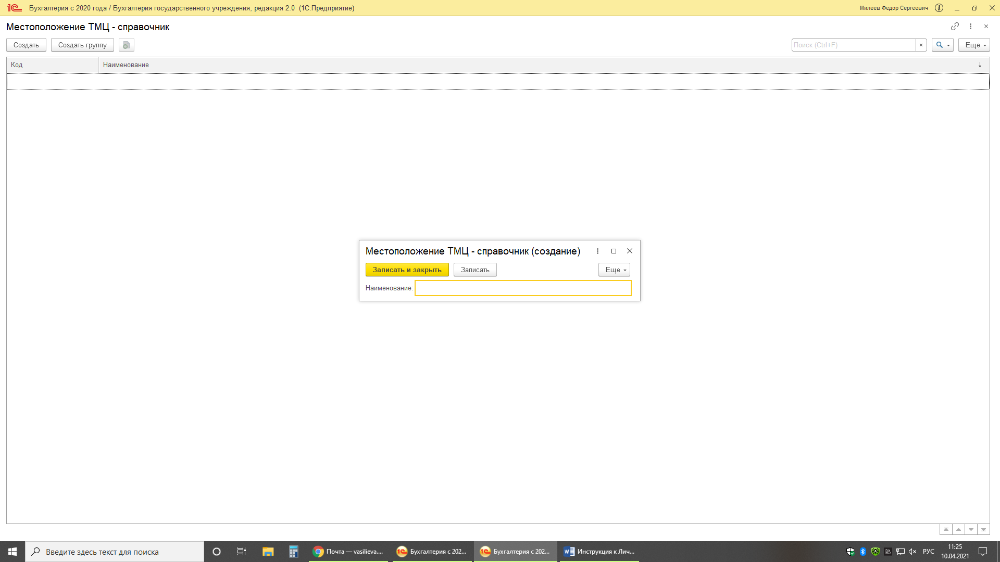 Бухгалтерия с 2020 года / Бухгалтерия государственного учреждения, редакция 2.0 (1С:Предприятие)
Милеев Федор Сергеевич
Местоположение ТМЦ - справочник
Создать
Создать группу
Поиск (Ctrl+F)
Еще
Код
Наименование
Местоположение ТМЦ - справочник (создание)
Записать и закрыть
Записать
Еще
Наименование:
Введите здесь текст для поиска
Почта — vasilieva....
Бухгалтерия с 202...
Бухгалтерия с 202...
Инструкция к Лич...
РУС
11:25
10.04.2021